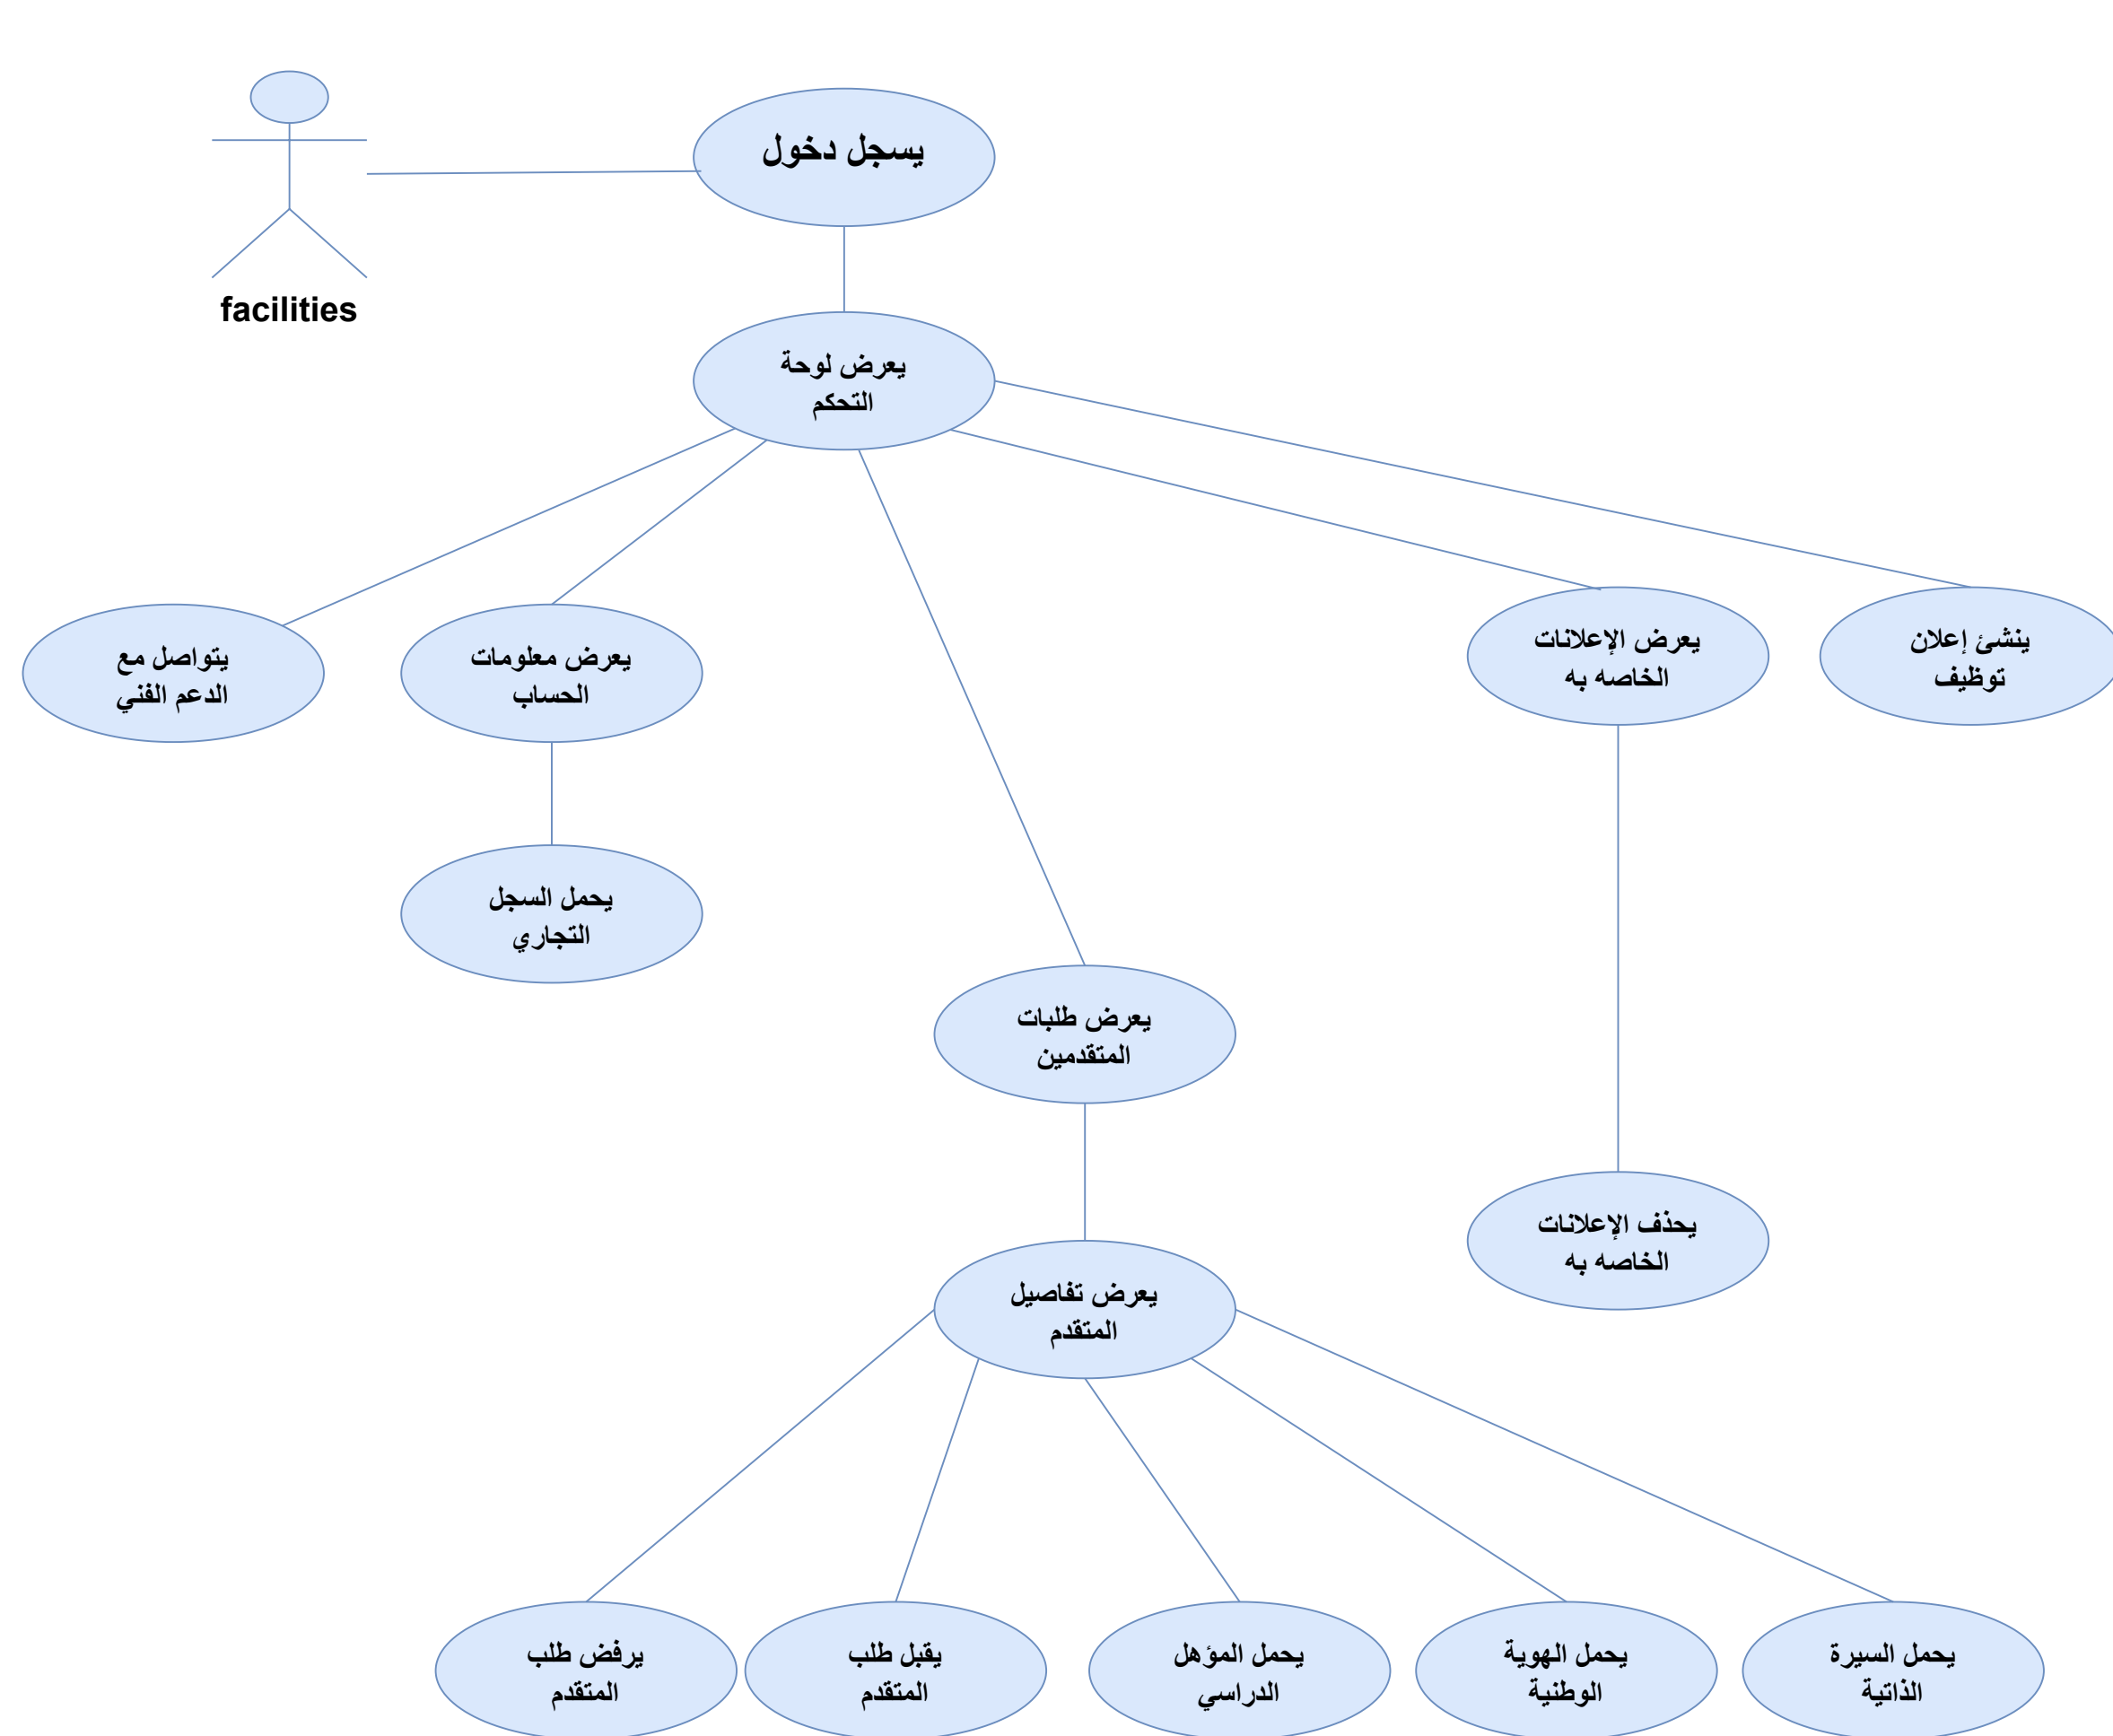 يسجل دخول
facilities
يعرض لوحة
التحكم
ينشئ إعلان
توظيف
يعرض الإعلانات
الخاصه به
يعرض معلومات
الحساب
يتواصل مع
الدعم الفني
يحمل السجل
التجاري
يعرض طلبات
المتقدمين
يحذف الإعلانات
الخاصه به
يعرض تفاصيل
المتقدم
يحمل السيرة
الذاتية
يحمل الهوية
الوطنية
يحمل المؤهل
الدراسي
يقبل طلب
المتقدم
يرفض طلب
المتقدم